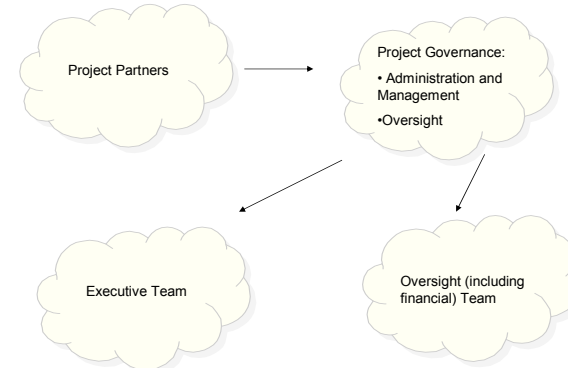 Project Partners
Project Governance:
• Administration and
Management
•Oversight
Executive Team
Oversight (including
financial) Team